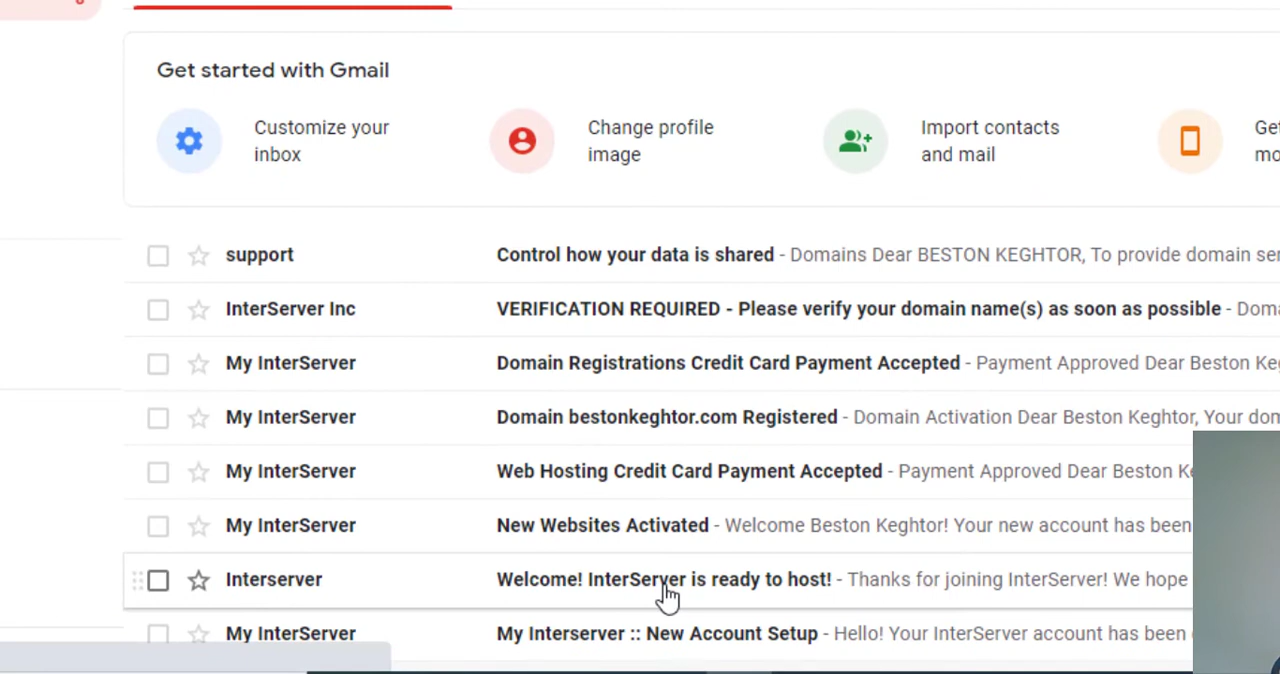 Get started with Gmail
Customize your
inbox
Change profile
image
Import contacts
and mail
support Control how your data is shared - Domains Dear BESTON KEGHTOR, To provide domain
InterServer Inc VERIFICATION REQUIRED - Please verify your domain name(s) as soon as possible -
My InterServer Domain Registrations Credit Card Payment Accepted - Payment Approved Dear Beston
My InterServer Domain bestonkeghtor.com Registered - Domain Activation Dear Beston Keghtor, Your
My InterServer Web Hosting Credit Card Payment Accepted - Payment Approved Dear Beston
My InterServer New Websites Activated - Welcome Beston Keghtor! Your new account has been
Interserver Welcome! InterServer is ready to host! - Thanks for joining InterServer! We hope
My InterServer My Interserver :: New Account Setup - Hello! Your InterServer account has been